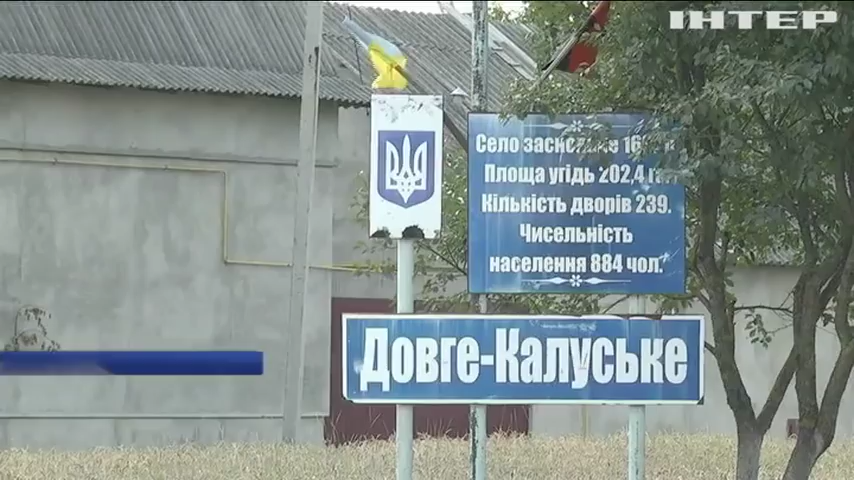 ІНТЕР
Село засноване
Площа угідь 202,4 га.
Кількість дворів 239.
Чисельність
населення 884 чол.
Довге-Калуське